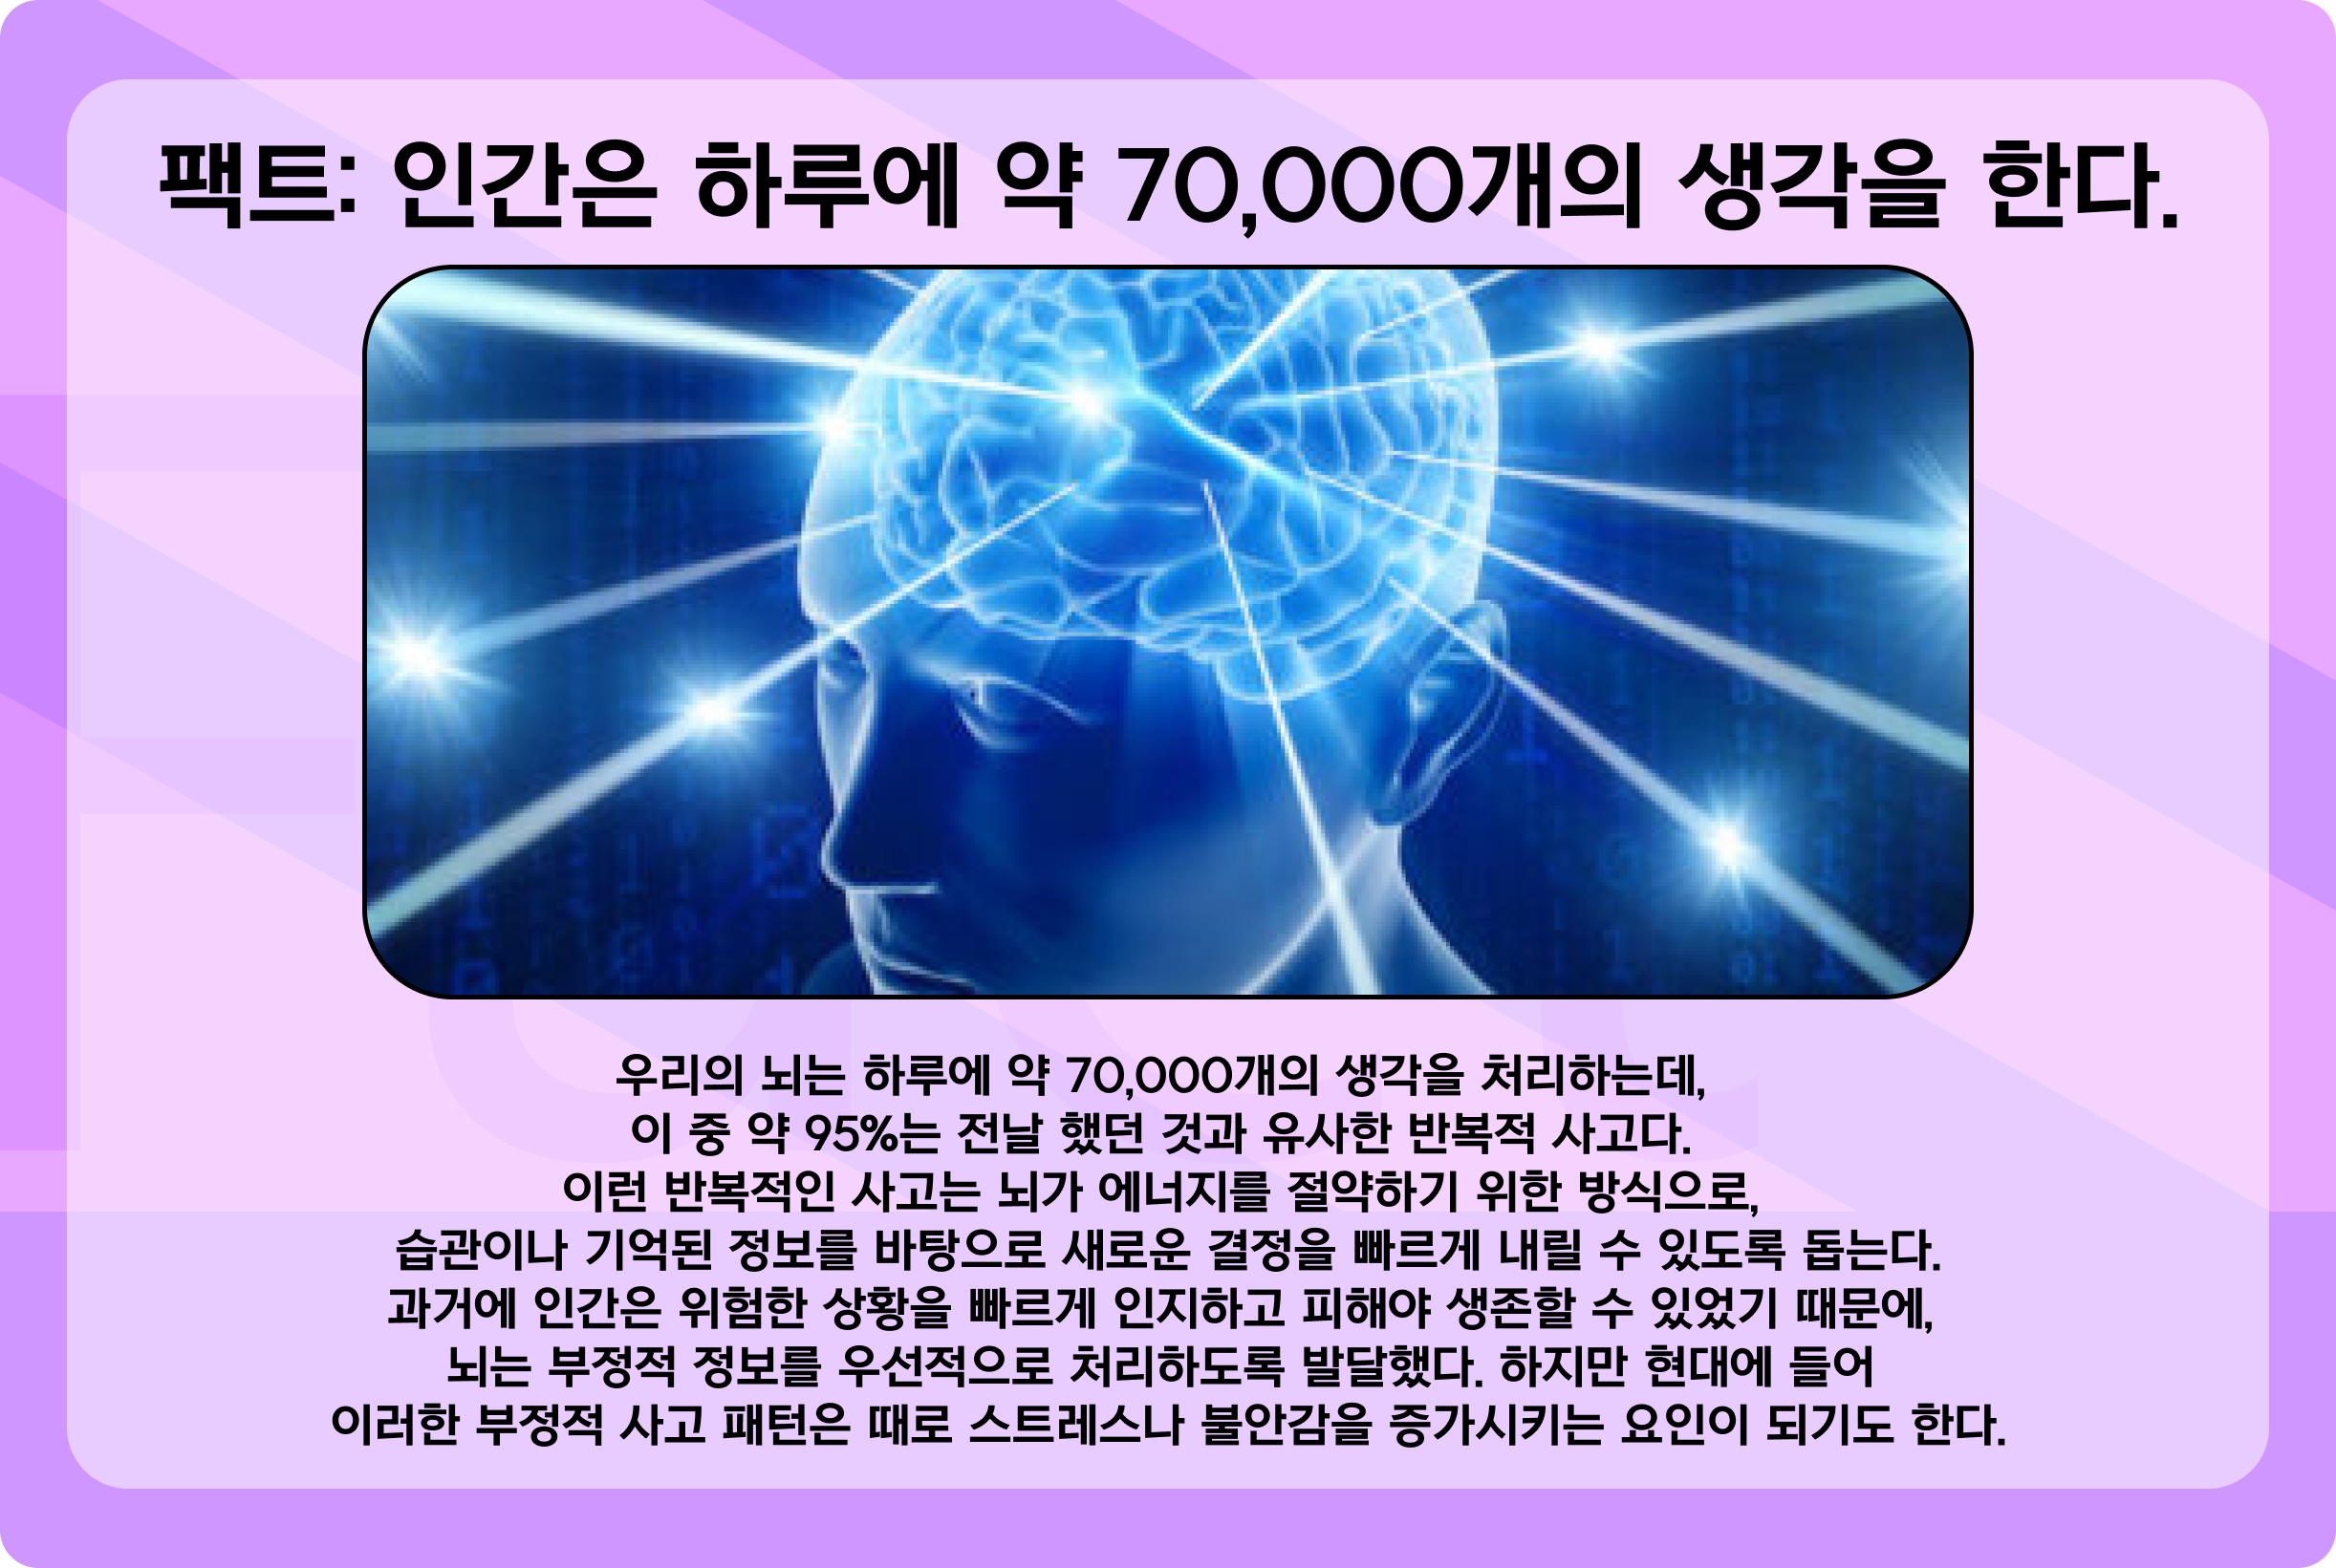 팩트: 인간은 하루에 약 70,000개의 생각을 한다.
우리의 뇌는 하루에 약 70,000개의 생각을 처리하는데,
이 중 약 95%는 전날 했던 것과 유사한 반복적 사고다.
이런 반복적인 사고는 뇌가 에너지를 절약하기 위한 방식으로,
습관이나 기억된 정보를 바탕으로 새로운 결정을 빠르게 내릴 수 있도록 돕는다.
과거에 인간은 위험한 상황을 빠르게 인지하고 피해야 생존할 수 있었기 때문에,
뇌는 부정적 정보를 우선적으로 처리하도록 발달했다. 하지만 현대에 들어
이러한 부정적 사고 패턴은 때로 스트레스나 불안감을 증가시키는 요인이 되기도 한다.